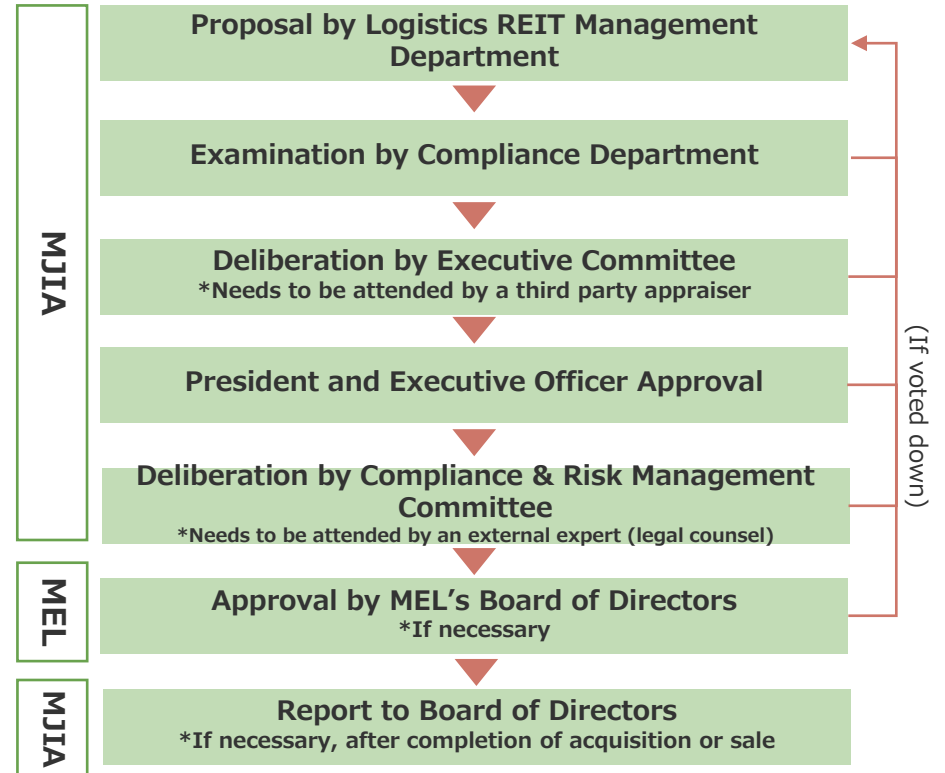 MJIA
Proposal by Logistics REIT Management
Department
Examination by Compliance Department
Deliberation by Executive Committee
*Needs to be attended by a third party appraiser
President and Executive Officer Approval
Deliberation by Compliance & Risk Management
Committee
*Needs to be attended by an external expert (legal counsel)
(If voted down)
MEL
Approval by MEL’s Board of Directors
*If necessary
MJIA
Report to Board of Directors
*If necessary, after completion of acquisition or sale